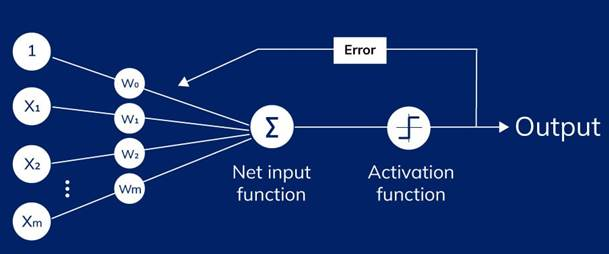 1
X₁
X₂
Xm
W₀
W₁
W₂
Wm
Σ
Net input
function
Error
Activation
function
Output